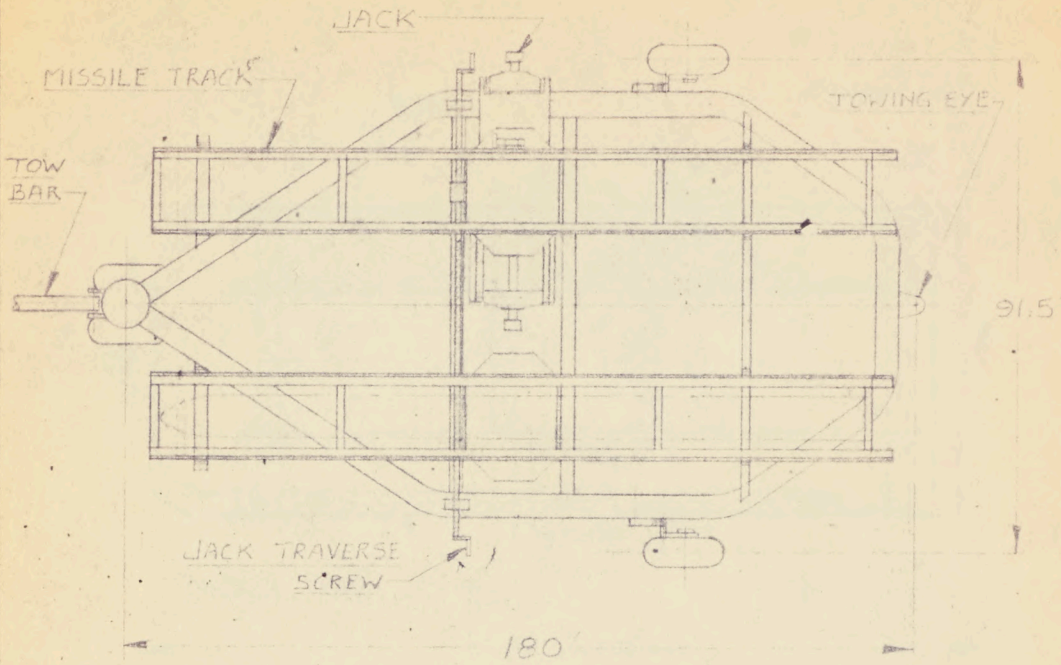 JACK
MISSILE TRACK
TOWING EYE
TOW
BAR
91.5
JACK TRAVERSE
SCREW
180